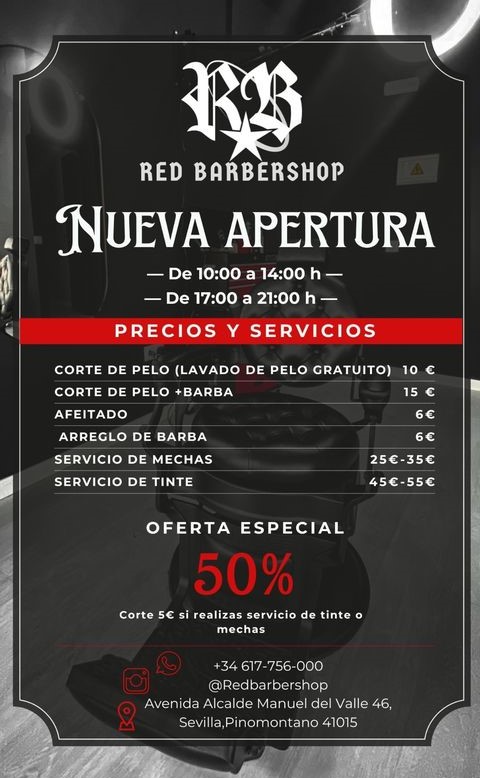 RB
RED BARBERSHOP
NUEVA APERTURA
— De 10:00 a 14:00 h —
— De 17:00 a 21:00 h —
PRECIOS Y SERVICIOS
CORTE DE PELO (LAVADO DE PELO GRATUITO) 10 €
CORTE DE PELO +BARBA 15 €
AFEITADO 6€
ARREGLO DE BARBA 6€
SERVICIO DE MECHAS 25€-35€
SERVICIO DE TINTE 45€-55€
OFERTA ESPECIAL
50%
Corte 5€ si realizas servicio de tinte o
mechas
+34 617-756-000
@Redbarbershop
Avenida Alcalde Manuel del Valle 46,
Sevilla,Pinomontano 41015